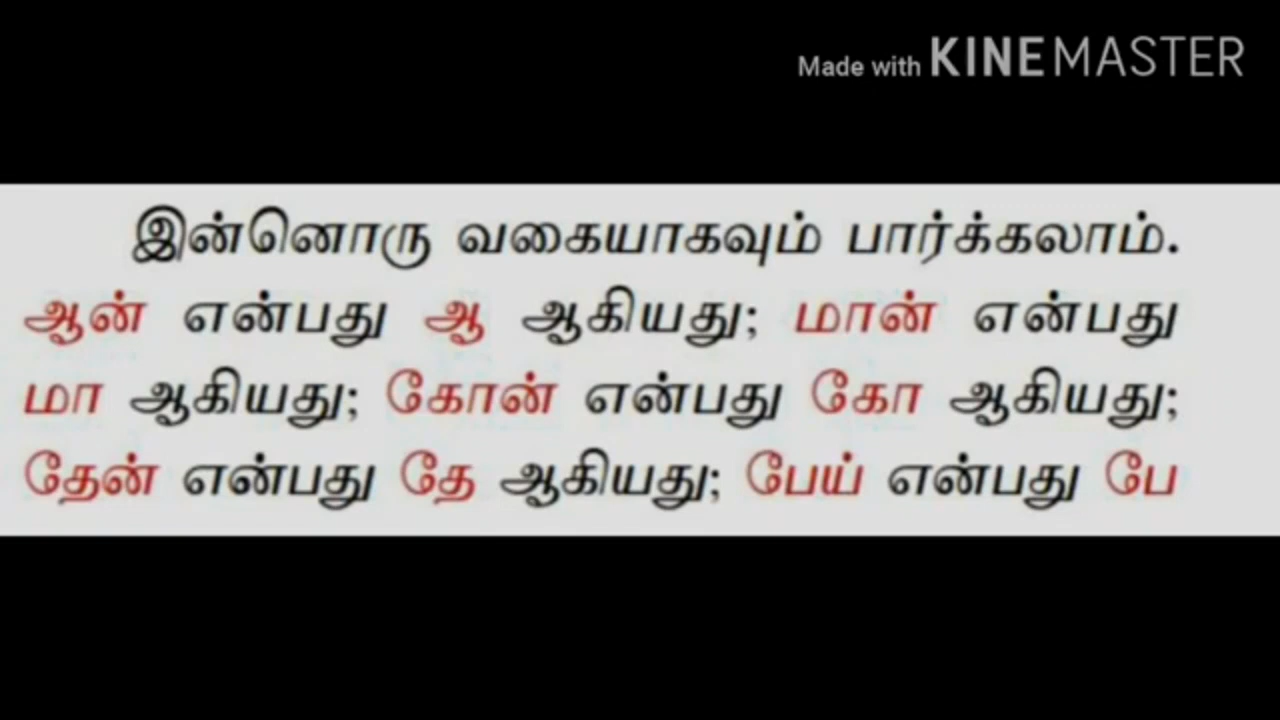 Made with KINEMASTER
இன்னொரு வகையாகவும் பார்க்கலாம்.
ஆன் என்பது ஆ ஆகியது; மான் என்பது
மா ஆகியது; கோன் என்பது கோ ஆகியது;
தேன் என்பது தே ஆகியது; பேய் என்பது பே